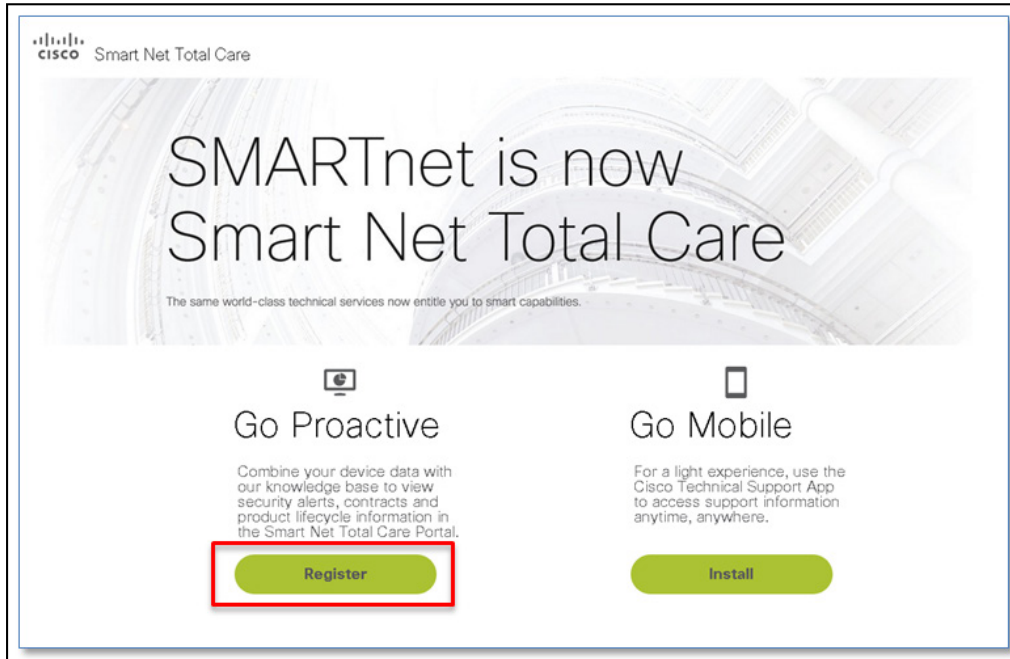 CISCO Smart Net Total Care
SMARTnet is now
Smart Net Total Care
The same world-class technical services now entitle you to smart capabilities.
Go Proactive
Combine your device data with
our knowledge base to view
security alerts, contracts and
product lifecycle information in
the Smart Net Total Care Portal.
Register
Go Mobile
For a light experience, use the
Cisco Technical Support App
to access support information
anytime, anywhere.
Install